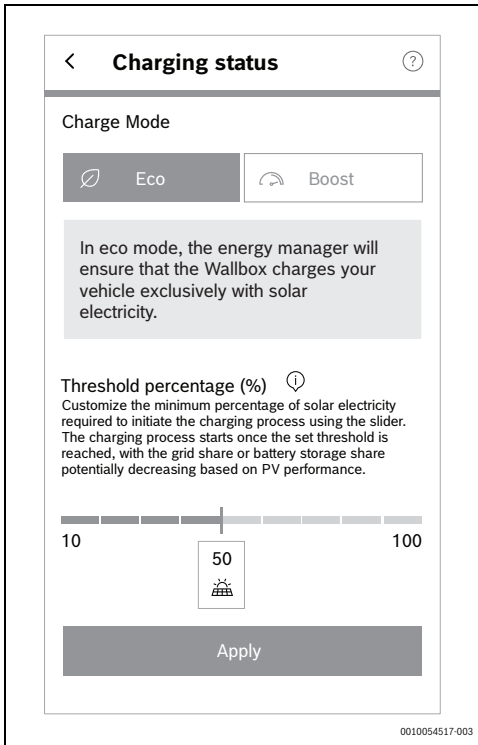 Charging status
?
Charge Mode
Eco
Boost
In eco mode, the energy manager will
ensure that the Wallbox charges your
vehicle exclusively with solar
electricity.
Threshold percentage (%) i
Customize the minimum percentage of solar electricity
required to initiate the charging process using the slider.
The charging process starts once the set threshold is
reached, with the grid share or battery storage share
potentially decreasing based on PV performance.
10
100
50
Apply
0010054517-003